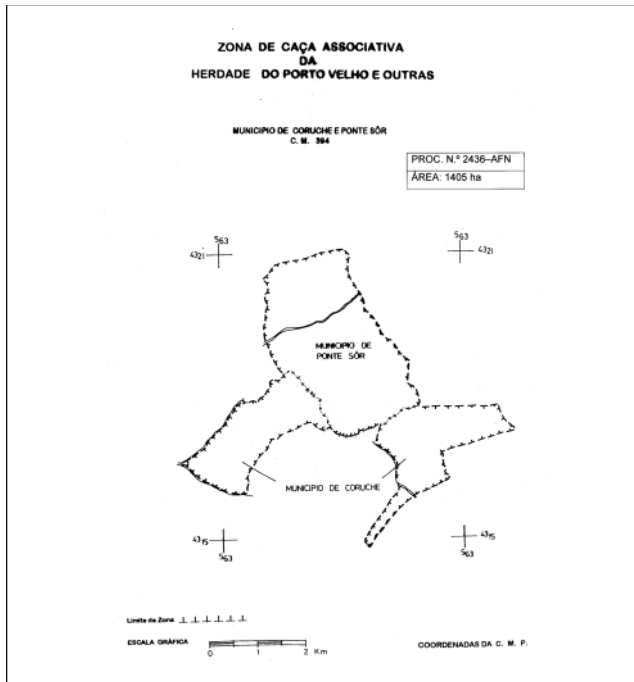 ZONA DE CAÇA ASSOCIATIVA
DA
HERDADE DO PORTO VELHO E OUTRAS
MUNICIPIO DE CORUCHE E PONTE SÔR
C. M. 394
PROC. N.º 2436–AFN
ÁREA: 1405 ha
563
4321
563
4321
MUNICIPIO DE
PONTE SÔR
MUNICIPIO DE CORUCHE
4315
563
4315
563
Limite da Zona
ESCALA GRÁFICA
0 1 2 Km
COORDENADAS DA C. M. P.